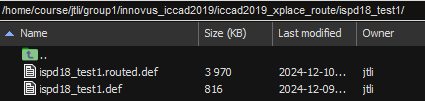 /home/course/jtli/group1/innovus_iccad2019/iccad2019_xplace_route/ispd18_test1/
Name Size (KB) Last modified Owner
..
ispd18_test1.routed.def 3 970 2024-12-10... jtli
ispd18_test1.def 816 2024-12-09... jtli